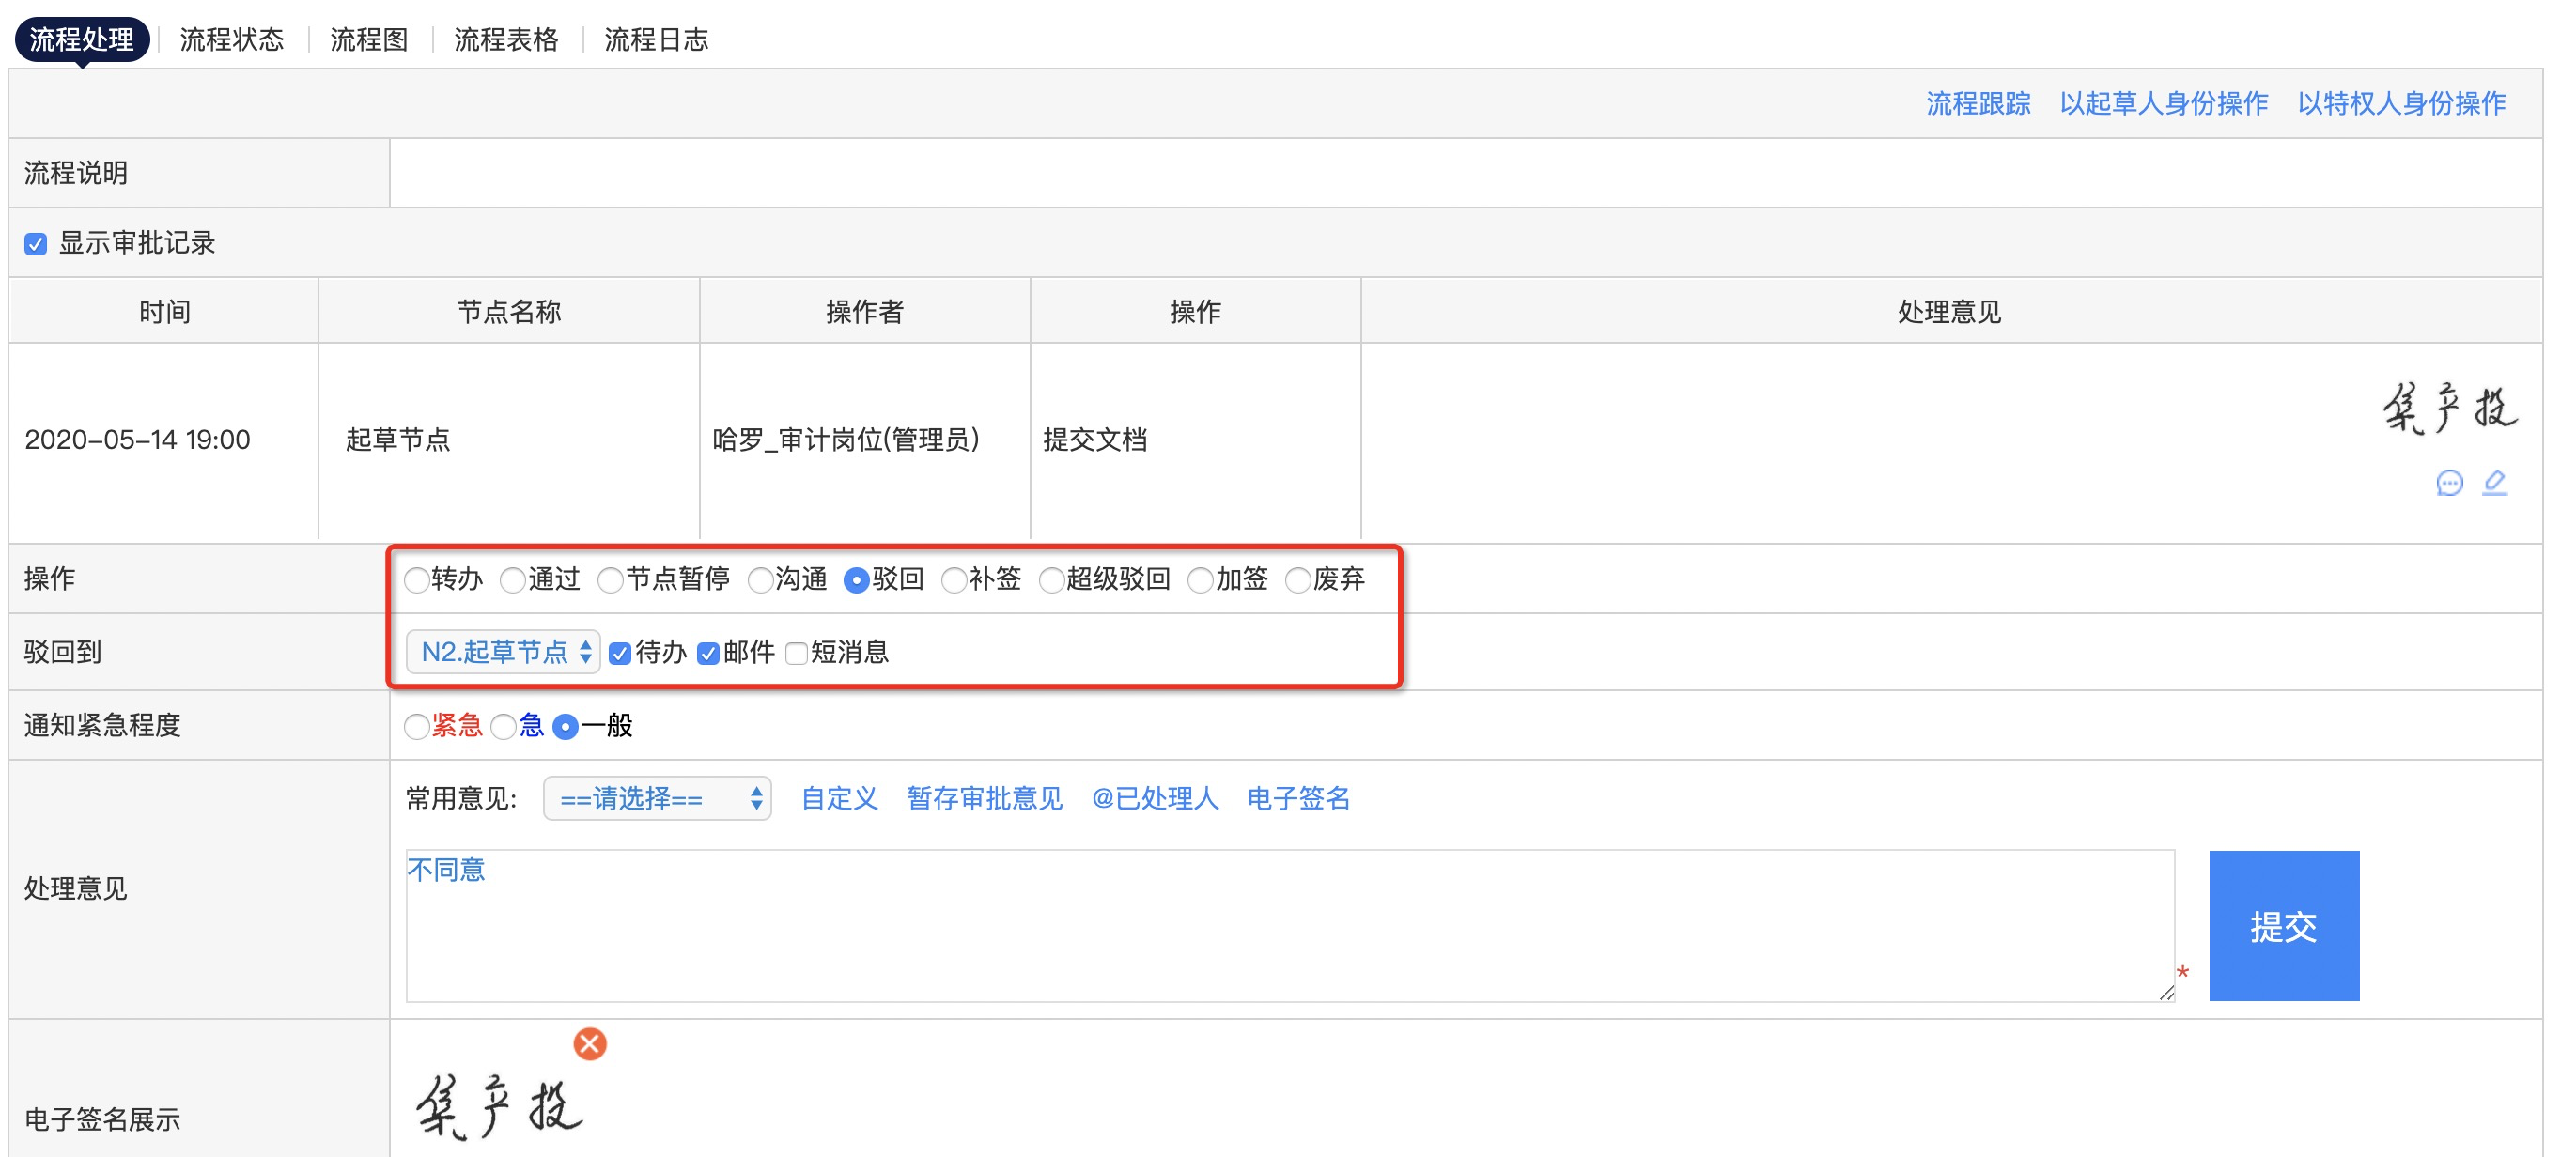 流程处理 流程状态 流程图 流程表格 流程日志
流程跟踪 以起草人身份操作 以特权人身份操作
流程说明
显示审批记录
时间 节点名称 操作者 操作 处理意见
2020-05-14 19:00 起草节点 哈罗_审计岗位(管理员) 提交文档
集产投
操作 转办 通过 节点暂停 沟通 驳回 补签 超级驳回 加签 废弃
驳回到 N2.起草节点 待办 邮件 短消息
通知紧急程度 紧急 急 一般
常用意见: ==请选择== 自定义 暂存审批意见 @已处理人 电子签名
处理意见 不同意
* 提交
电子签名展示 集产投